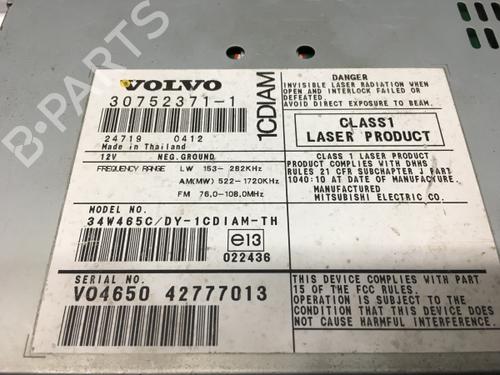 VOLVO
30752371-1
24719 0412
Made in Thailand
12V NEG.GROUND
FREQUENCY RANGE LW 153- 282KHz
AM(MW) 522-1720KHz
FM 76.0-108.0MHz
MODEL NO.
34W465C/DY-1CDIAM-TH
e13
022436
SERIAL NO.
V04650 42777013
1CDIAM
DANGER
INVISIBLE LASER RADIATION WHEN
OPEN AND INTERLOCK FAILED OR
DEFEATED
AVOID DIRECT EXPOSURE TO BEAM.
CLASS1
LASER PRODUCT
CLASS 1 LASER PRODUCT
PRODUCT COMPLIES WITH DHHS
RULES 21 CFR SUBCHAPTER J PART
1040:10 AT DATE OF MANUFACKURE.
MANUFACTURED
MITSUBISHI ELECTRIC CO.
THIS DEVICE COMPLIES WITH PART
15 OF THE FCC RULES.
OPERATION IS SUBJECT TO THE
CONDITION THAT THIS DEVICE DOES
NOT CAUSE HARMFUL INTERFERENCE.
B-PARTS